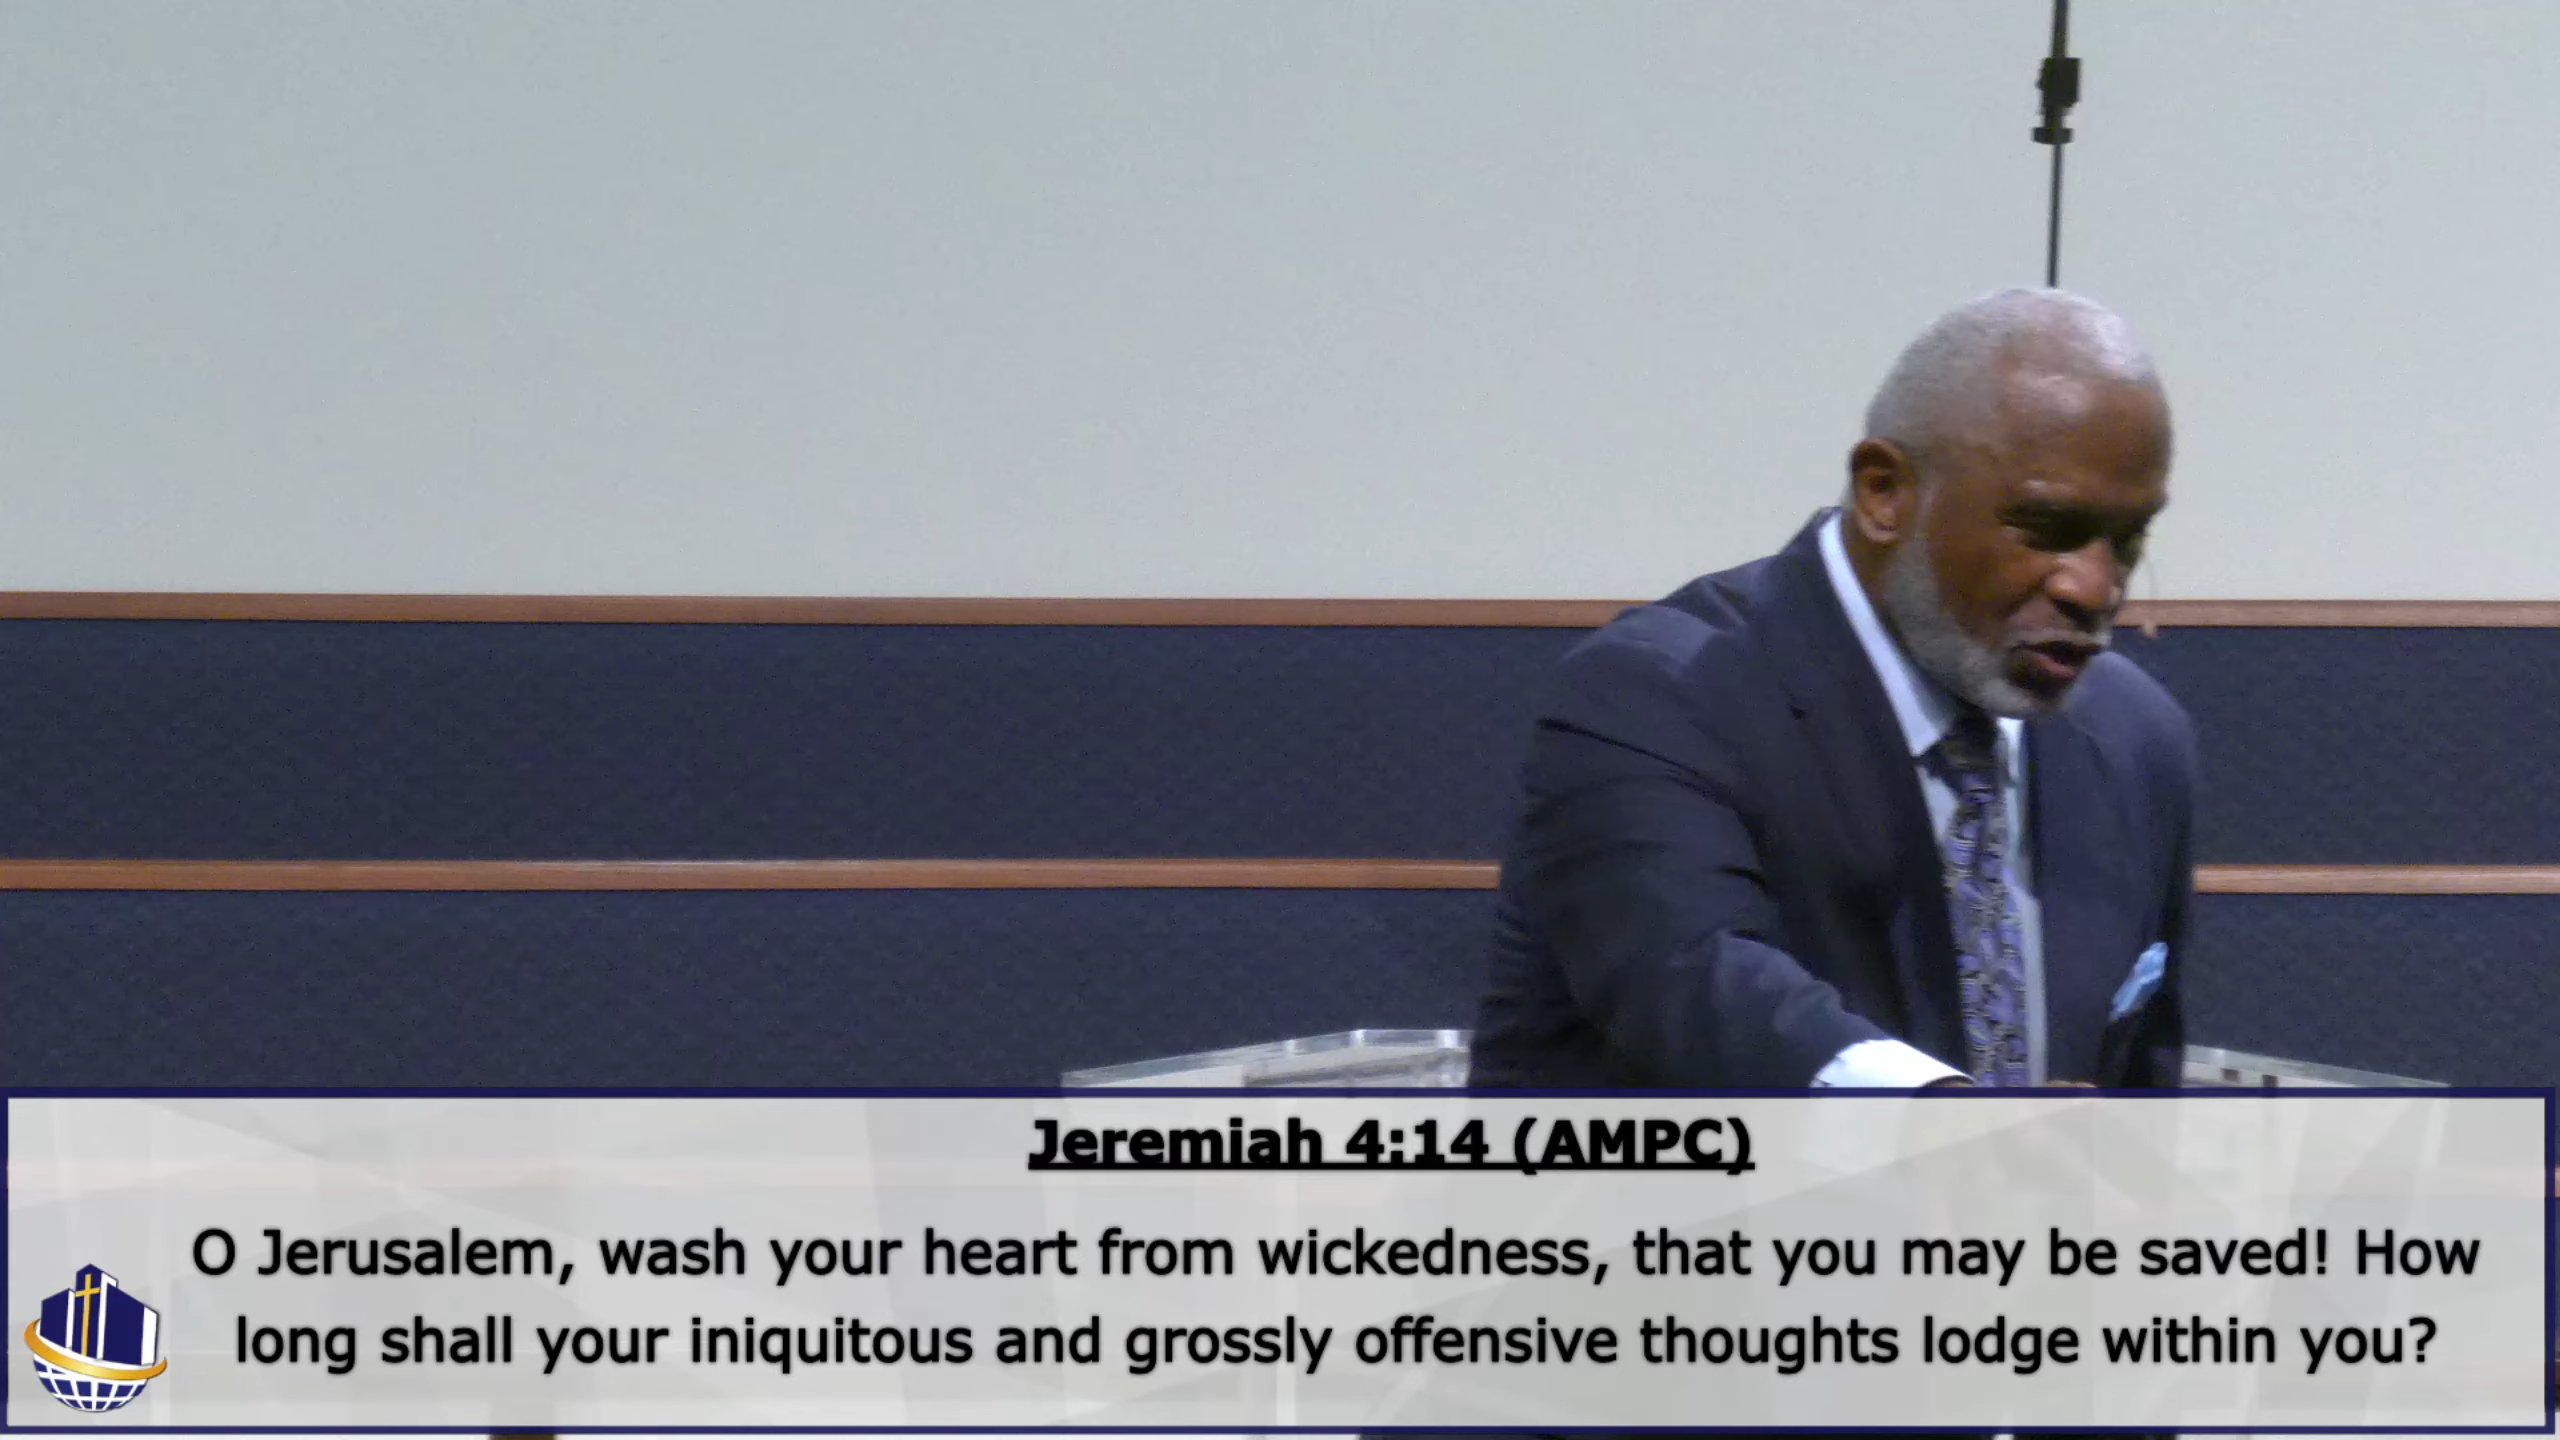 Jeremiah 4:14 (AMPC)
O Jerusalem, wash your heart from wickedness, that you may be saved! How
long shall your iniquitous and grossly offensive thoughts lodge within you?